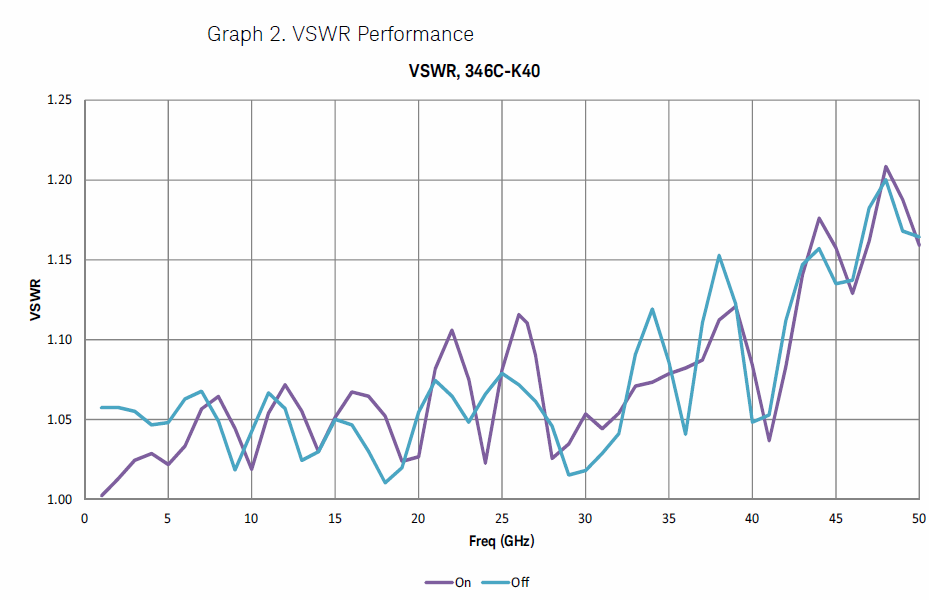 Graph 2. VSWR Performance
VSWR, 346C-K40
1.25
1.20
1.15
VSWR
1.10
1.05
1.00
0 5 10 15 20 25 30 35 40 45 50
Freq (GHz)
On Off